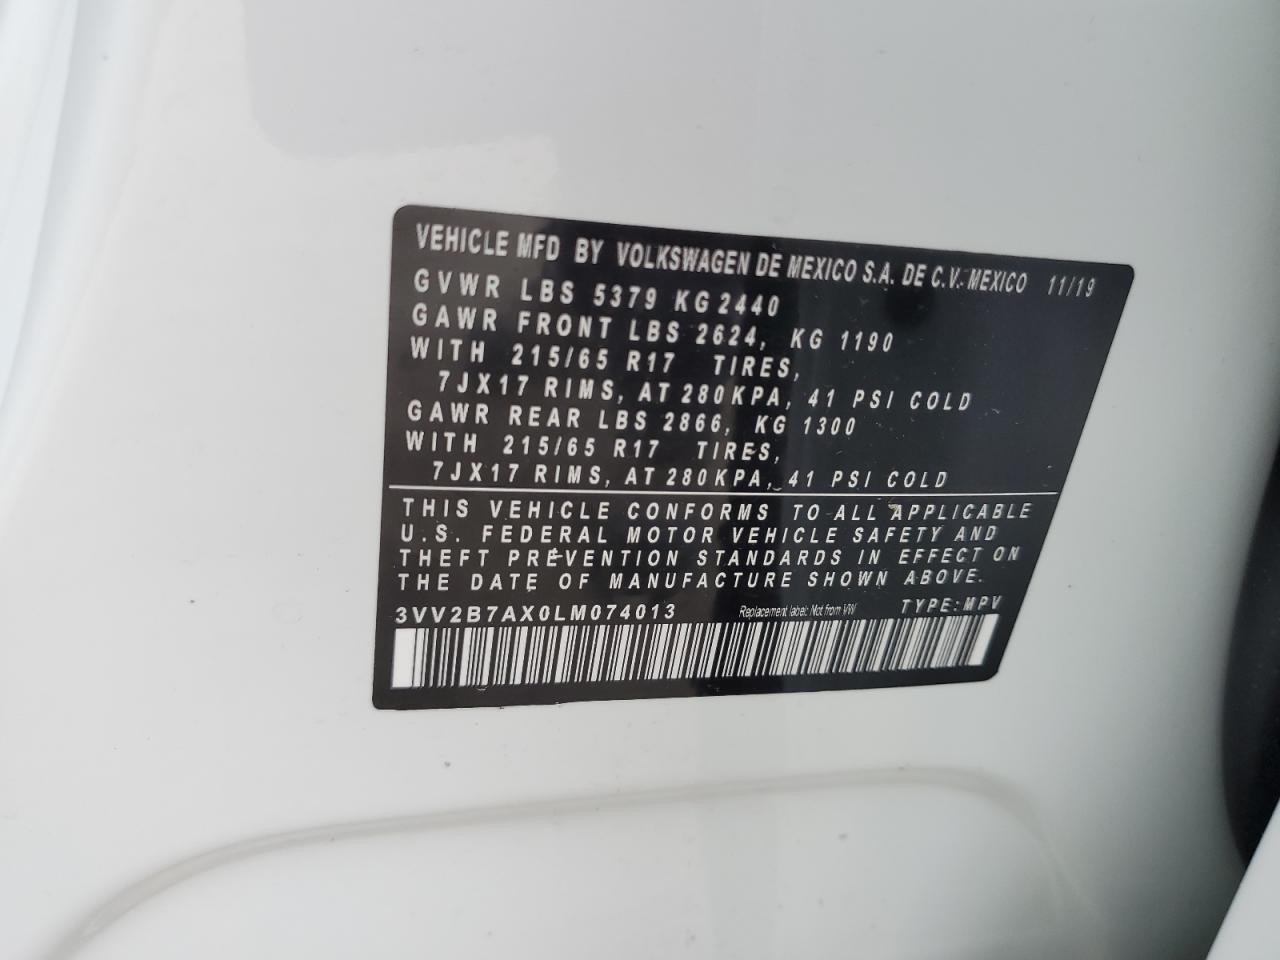 VEHICLE MFD BY VOLKSWAGEN DE MEXICO S.A. DE C.V.-MEXICO 11/19
GVWR LBS 5379 KG2440
GAWR FRONT LBS 2624, KG 1190
WITH 215/65 R17 TIRES,
7JX17 RIMS, AT 280KPA, 41 PSI COLD
GAWR REAR LBS 2866, KG 1300
WITH 215/65 R17 TIRES,
7JX17 RIMS, AT 280KPA, 41 PSI COLD
THIS VEHICLE CONFORMS TO ALL APPLICABLE
U.S. FEDERAL MOTOR VEHICLE SAFETY AND
THEFT PREVENTION STANDARDS IN EFFECT ON
THE DATE OF MANUFACTURE SHOWN ABOVE.
3VV2B7AX0LM074013 Replacement label: Not from VW TYPE:MPV